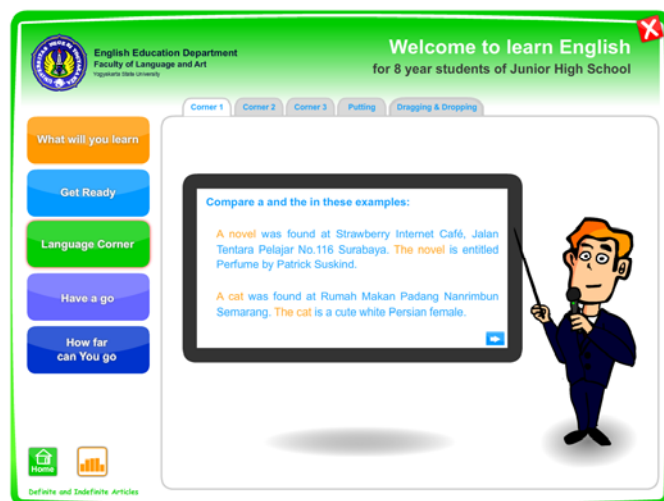 English Education Department
Faculty of Language and Art
Yogyakarta State University
Welcome to learn English
for 8 year students of Junior High School
Corner 1
Corner 2
Corner 3
Putting
Dragging & Dropping
What will you learn
Get Ready
Language Corner
Have a go
How far
can You go
Compare a and the in these examples:
A novel was found at Strawberry Internet Café, Jalan
Tentara Pelajar No.116 Surabaya. The novel is entitled
Perfume by Patrick Suskind.
A cat was found at Rumah Makan Padang Nanrimbun
Semarang. The cat is a cute white Persian female.
Home
Definite and Indefinite Articles